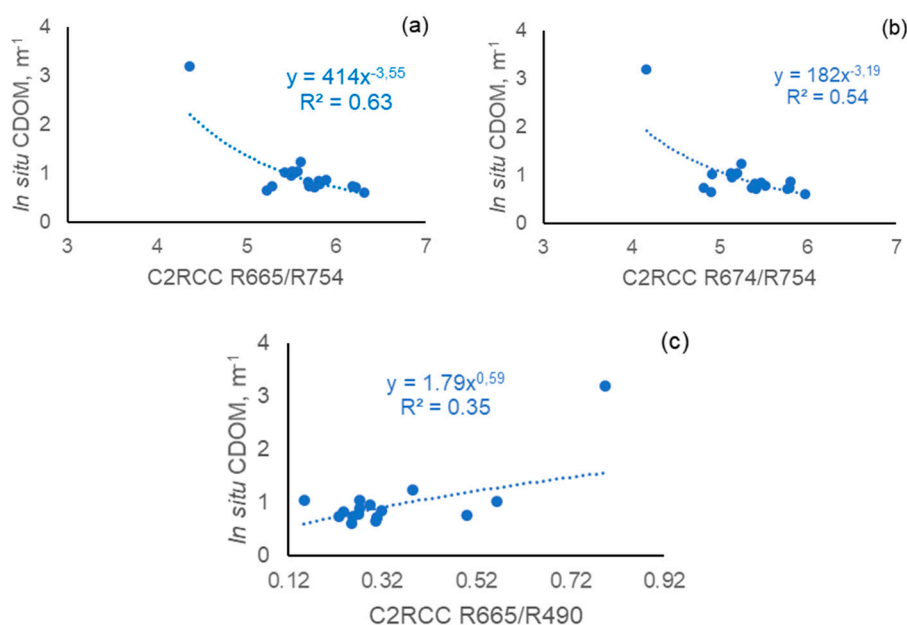 (a)
In situ CDOM, m⁻¹
4
3
2
1
0
y = 414x⁻³,⁵⁵
R² = 0.63
3 4 5 6 7
C2RCC R665/R754
(b)
In situ CDOM, m⁻¹
4
3
2
1
0
y = 182x⁻³,¹⁹
R² = 0.54
3 4 5 6 7
C2RCC R674/R754
(c)
In situ CDOM, m⁻¹
4
3
2
1
0
y = 1.79x⁰,⁵⁹
R² = 0.35
0.12 0.32 0.52 0.72 0.92
C2RCC R665/R490